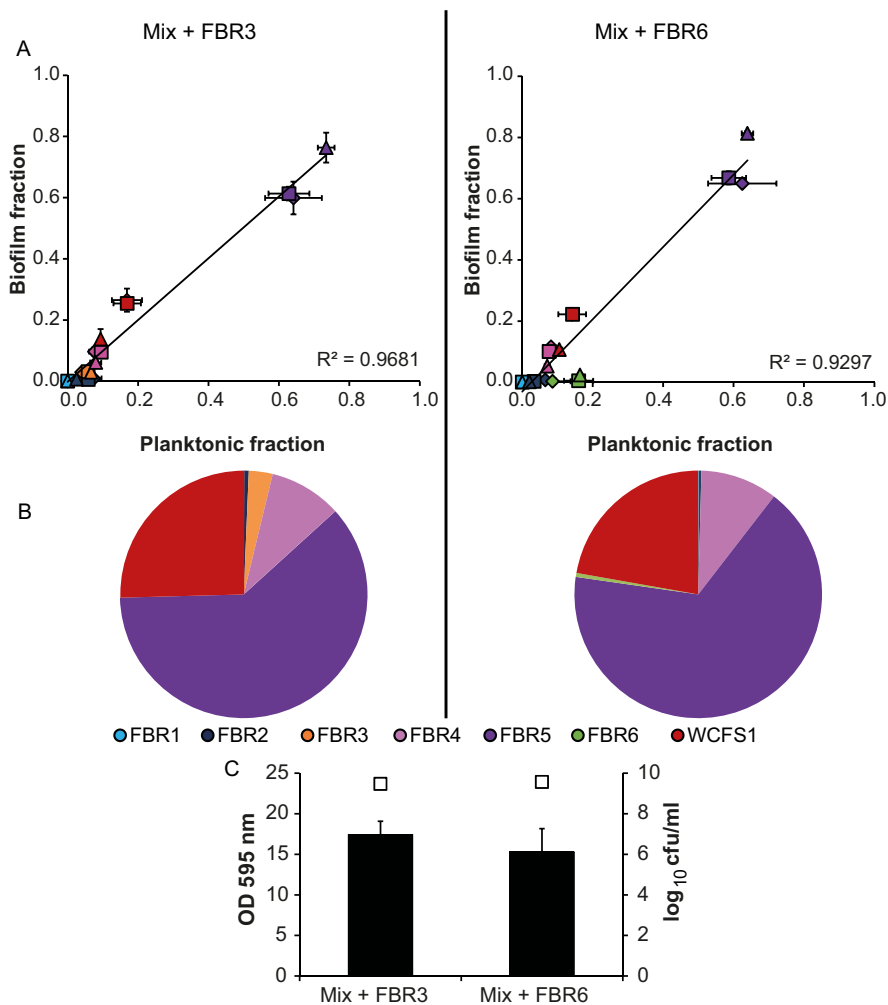 Mix + FBR3
Mix + FBR6
A
1.0
0.8
0.6
0.4
0.2
0.0
Biofilm fraction
R² = 0.9681
0.0 0.2 0.4 0.6 0.8 1.0
Planktonic fraction
1.0
0.8
0.6
0.4
0.2
0.0
Biofilm fraction
R² = 0.9297
0.0 0.2 0.4 0.6 0.8 1.0
Planktonic fraction
B
FBR1 FBR2 FBR3 FBR4 FBR5 FBR6 WCFS1
C
25
20
15
10
5
0
OD 595 nm
10
8
6
4
2
0
log10 cfu/ml
Mix + FBR3 Mix + FBR6